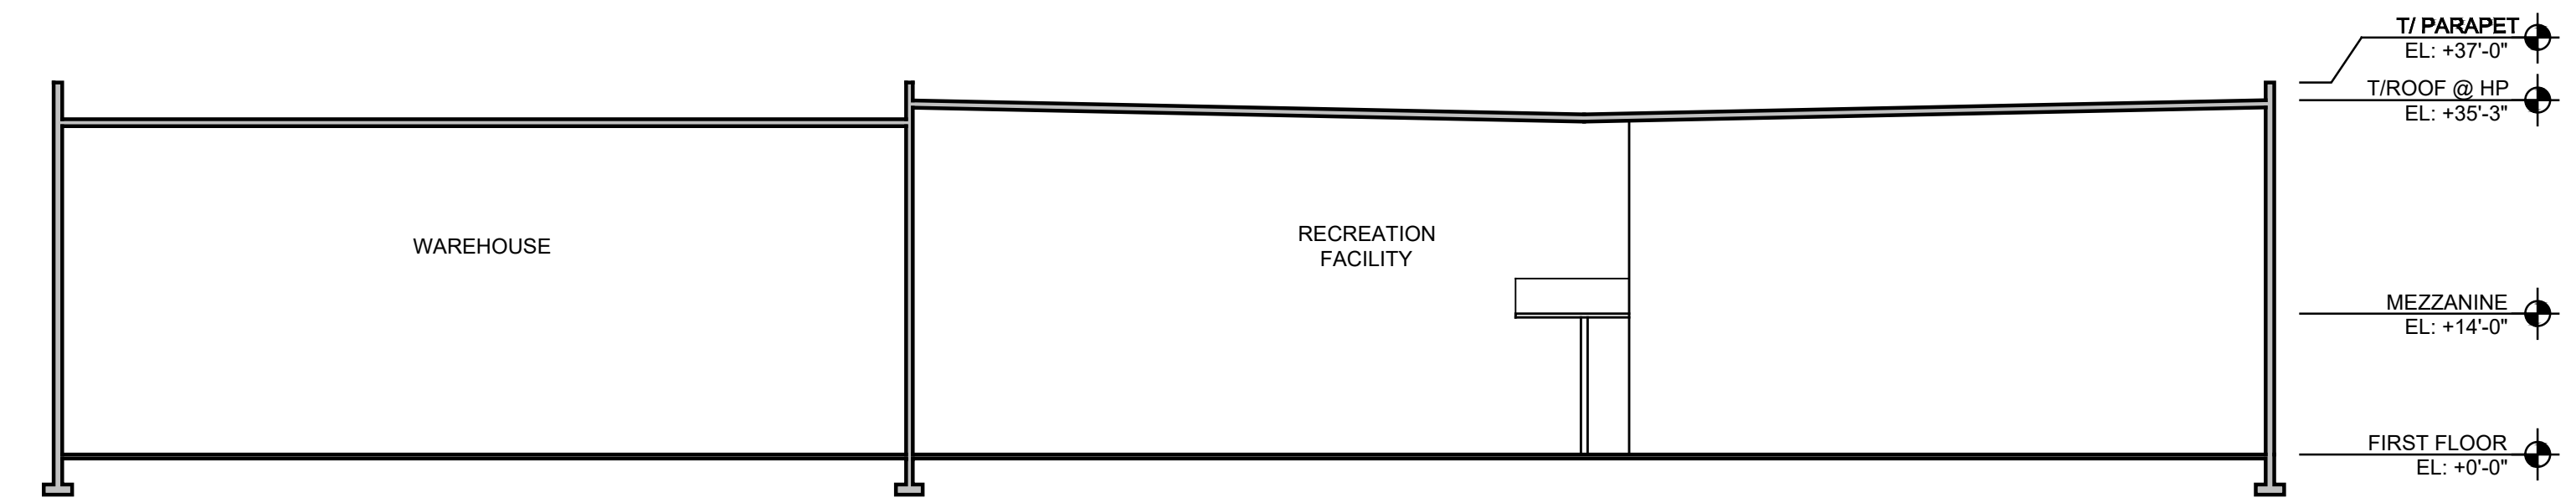 T/ PARAPET
EL: +37'-0"
T/ROOF @ HP
EL: +35'-3"
WAREHOUSE
RECREATION
FACILITY
MEZZANINE
EL: +14'-0"
FIRST FLOOR
EL: +0'-0"